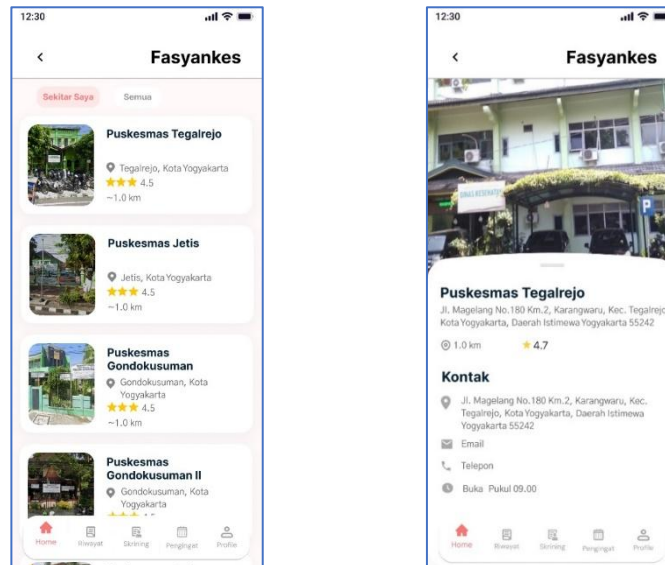 12:30
Fasyankes
Sekitar Saya
Semua
Puskesmas Tegalrejo
Tegalrejo, Kota Yogyakarta
4.5
~1.0 km
Puskesmas Jetis
Jetis, Kota Yogyakarta
4.5
~1.0 km
Puskesmas
Gondokusuman
Gondokusuman, Kota
Yogyakarta
4.5
~1.0 km
Puskesmas
Gondokusuman II
Gondokusuman, Kota
Yogyakarta
Home
Riwayat
Skrining
Pengingat
Profile
12:30
Fasyankes
P
Puskesmas Tegalrejo
Jl. Magelang No.180 Km.2, Karangwaru, Kec. Tegalrejo
Kota Yogyakarta, Daerah Istimewa Yogyakarta 55242
1.0 km
4.7
Kontak
Jl. Magelang No.180 Km.2, Karangwaru, Kec.
Tegalrejo, Kota Yogyakarta, Daerah Istimewa
Yogyakarta 55242
Email
Telepon
Buka Pukul 09.00
Home
Riwayat
Skrining
Pengingat
Profile